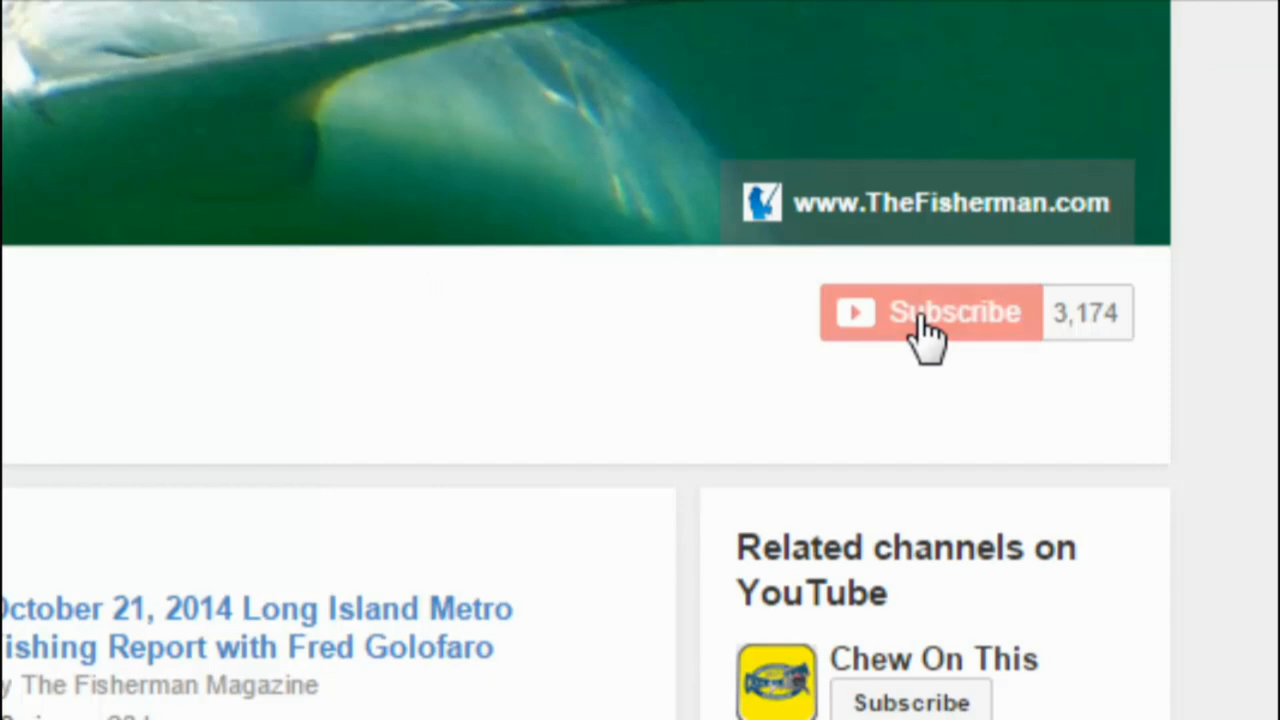 www.TheFisherman.com
Subscribe 3,174
Related channels on
YouTube
October 21, 2014 Long Island Metro
ishing Report with Fred Golofaro
y The Fisherman Magazine
Chew On This
Subscribe